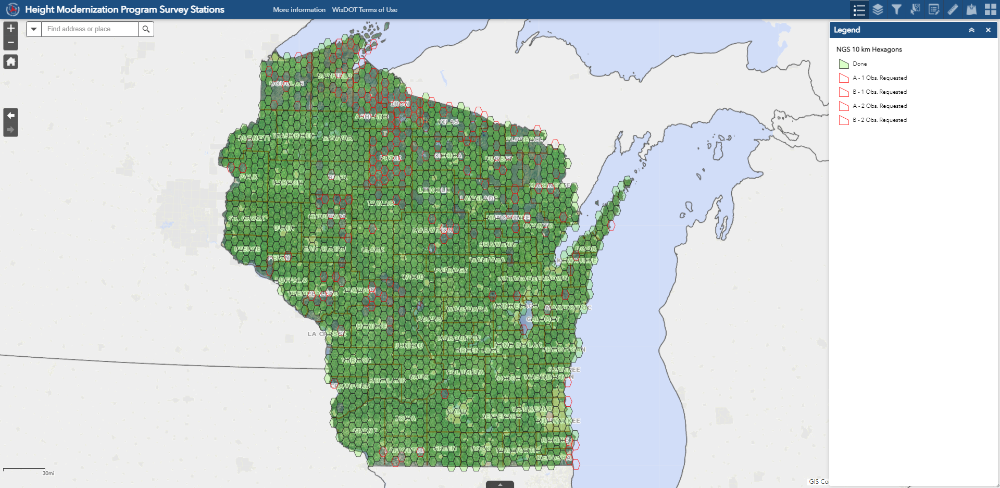 Height Modernization Program Survey Stations
More information
WisDOT Terms of Use
Find address or place
Legend
NGS 10 km Hexagons
Done
A - 1 Obs. Requested
B - 1 Obs. Requested
A - 2 Obs. Requested
B - 2 Obs. Requested
DOUGLAS
BAYFIELD
IRON
ASHLAND
VILAS
BURNETT
WASHBURN
SAWYER
FLORENCE
PRICE
ONEIDA
FOREST
POLK
BARRON
RUSK
MARINETTE
LINCOLN
LANGLADE
TAYLOR
ST. CROIX
CHIPPEWA
MENOMINEE
DUNN
MARATHON
OCONTO
PIERCE
EAU CLAIRE
CLARK
SHAWANO
DOOR
PEPIN
WAUPACA
KEWAUNEE
PORTAGE
BUFFALO
WOOD
OUTAGAMIE
BROWN
TREMPEALEAU
JACKSON
WAUSHARA
WINNEBAGO
MANITOWOC
ADAMS
CALUMET
MONROE
LA CROSSE
MARQUETTE
JUNEAU
GREEN LAKE
FOND DU LAC
SHEBOYGAN
VERNON
OZAUKEE
COLUMBIA
SAUK
DODGE
WASHINGTON
RICHLAND
CRAWFORD
DANE
WAUKESHA
IOWA
JEFFERSON
MILWAUKEE
GRANT
RACINE
LAFAYETTE
GREEN
ROCK
WALWORTH
KENOSHA
30mi
GIS Co